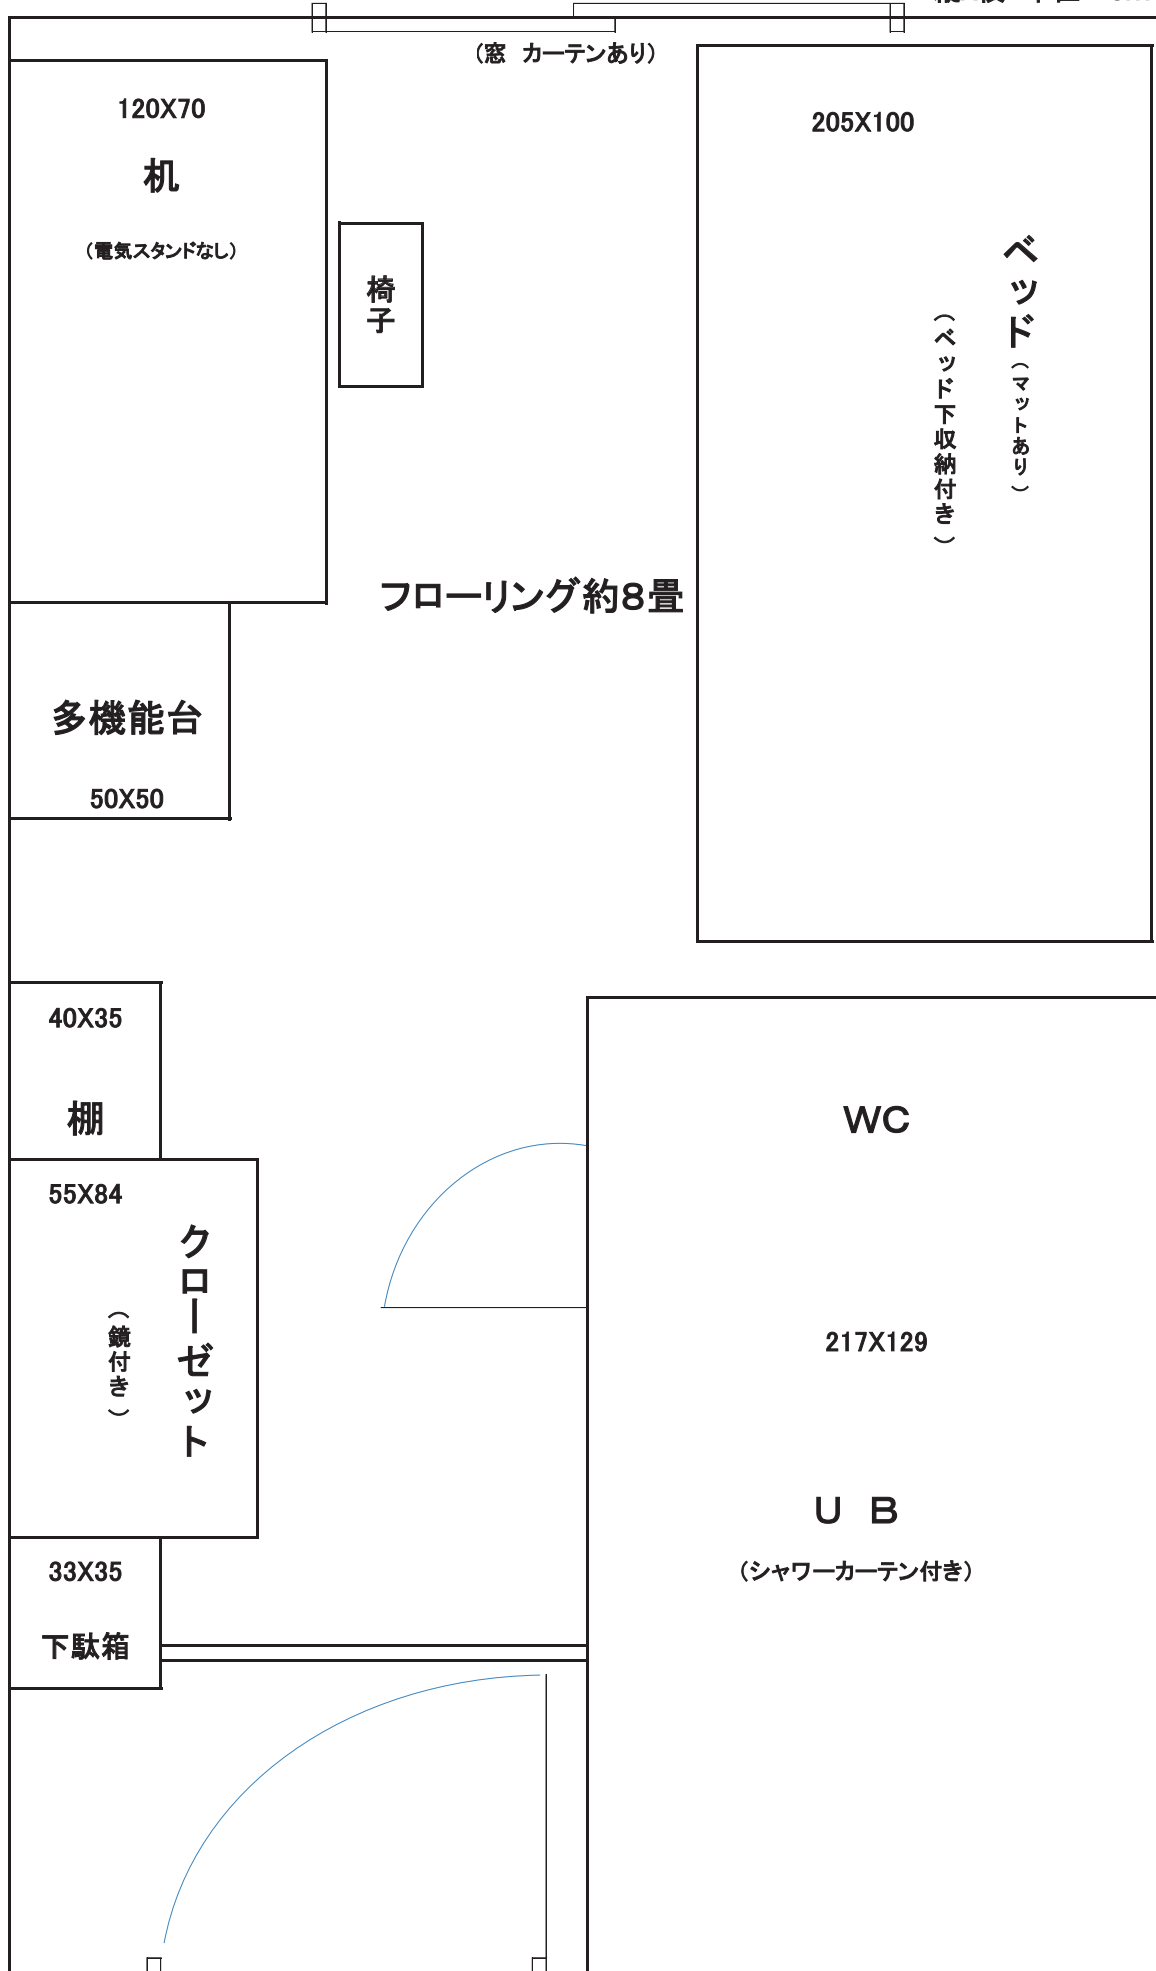 （窓　カーテンあり）
120X70
机
（電気スタンドなし）
205X100
ベッド（マットあり）
（ベッド下収納付き）
椅子
フローリング約８畳
多機能台
50X50
40X35
棚
WC
55X84
クローゼット
（鏡付き）
217X129
Ｕ　Ｂ
（シャワーカーテン付き）
33X35
下駄箱